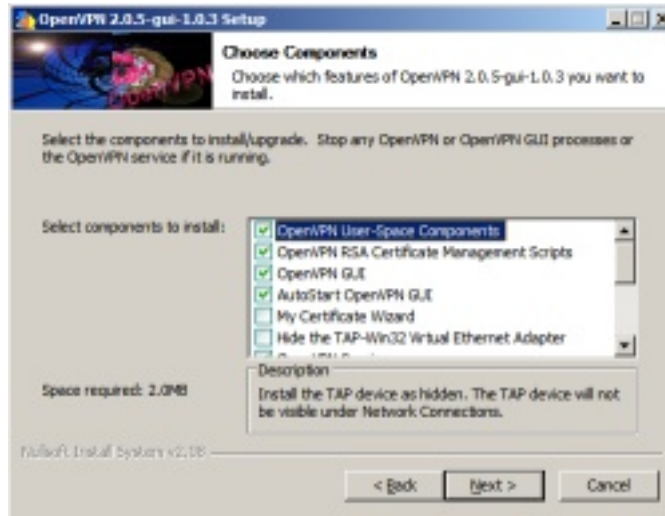 OpenVPN 2.0.5-gui-1.0.3 Setup
OpenVPN
Choose Components
Choose which features of OpenVPN 2.0.5-gui-1.0.3 you want to
install.
Select the components to install/upgrade. Stop any OpenVPN or OpenVPN GUI processes or
the OpenVPN service if it is running.
Select components to install:
OpenVPN User-Space Components
OpenVPN RSA Certificate Management Scripts
OpenVPN GUI
AutoStart OpenVPN GUI
My Certificate Wizard
Hide the TAP-Win32 Virtual Ethernet Adapter
Description
Space required: 2.0MB
Install the TAP device as hidden. The TAP device will not
be visible under Network Connections.
Nullsoft Install System v2.08
< Back
Next >
Cancel